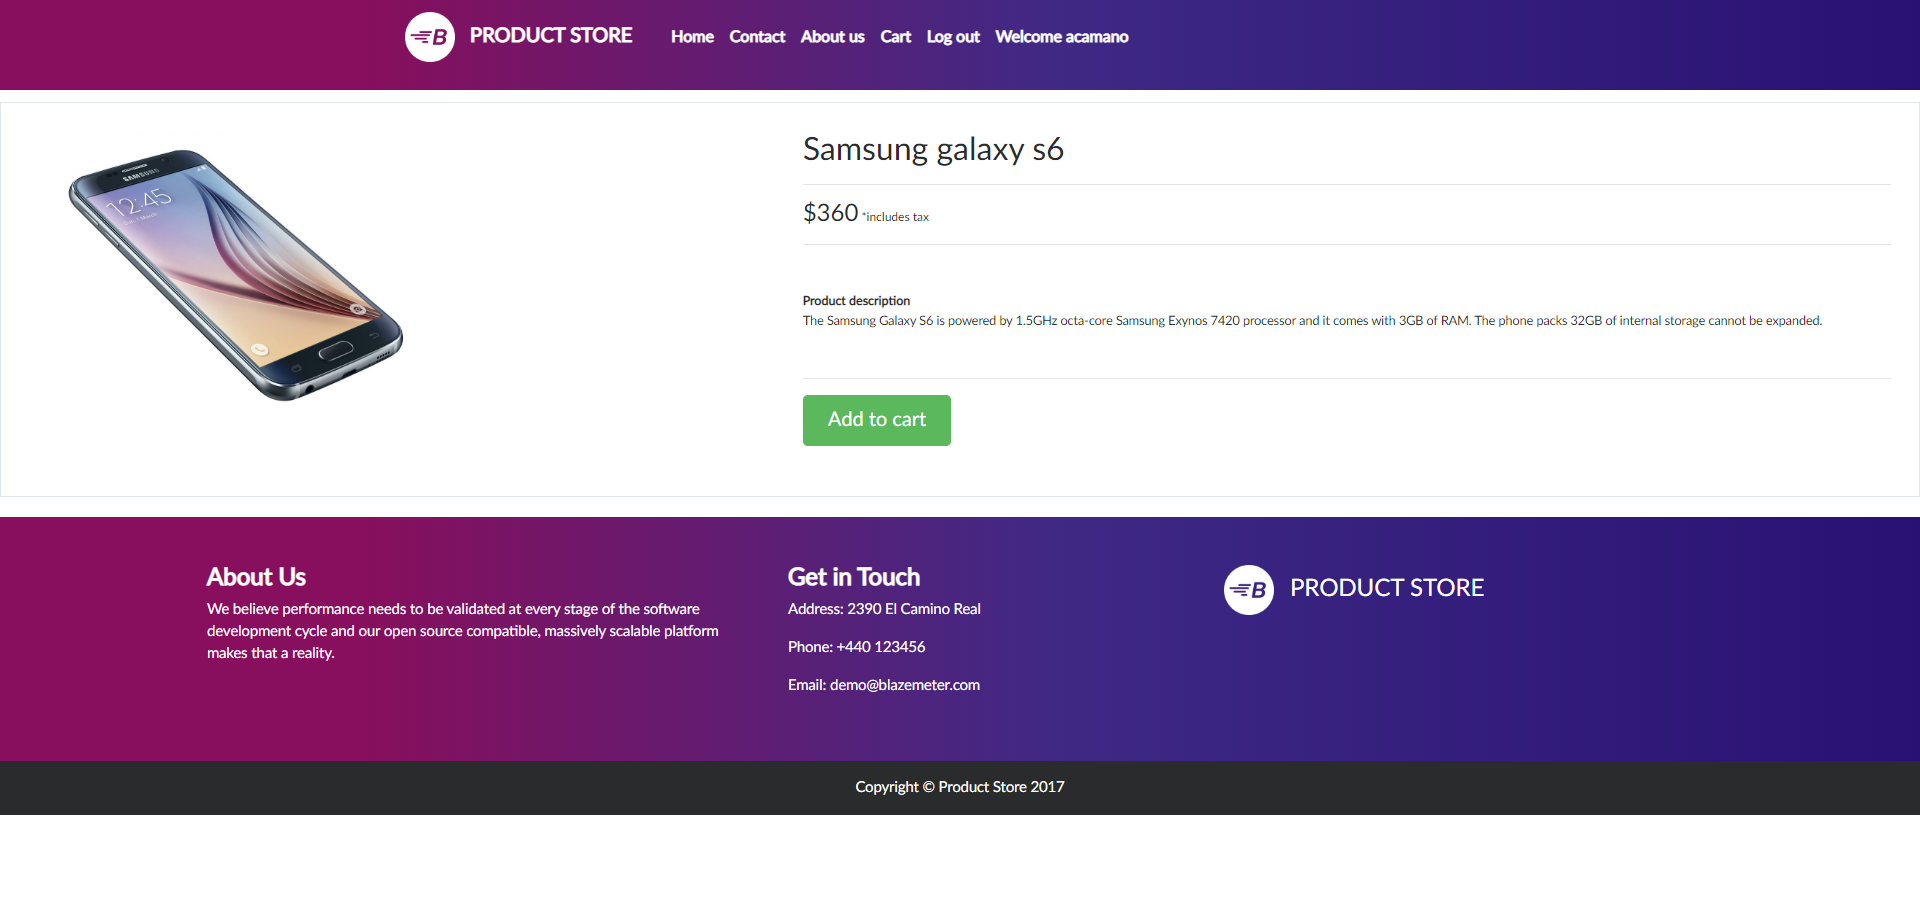 B PRODUCT STORE Home Contact About us Cart Log out Welcome acamano
SAMSUNG
12:45
Samsung galaxy s6
$360 *includes tax
Product description
The Samsung Galaxy S6 is powered by 1.5GHz octa-core Samsung Exynos 7420 processor and it comes with 3GB of RAM. The phone packs 32GB of internal storage cannot be expanded.
Add to cart
About Us
We believe performance needs to be validated at every stage of the software
development cycle and our open source compatible, massively scalable platform
makes that a reality.
Get in Touch
Address: 2390 El Camino Real
Phone: +440 123456
Email: demo@blazemeter.com
B PRODUCT STORE
Copyright © Product Store 2017